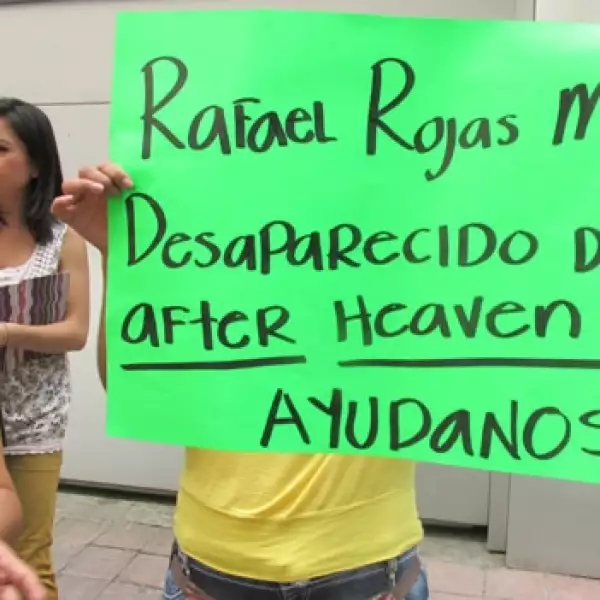 Rafael Rojas M
Desaparecido D
after Heaven
AYUDANOS